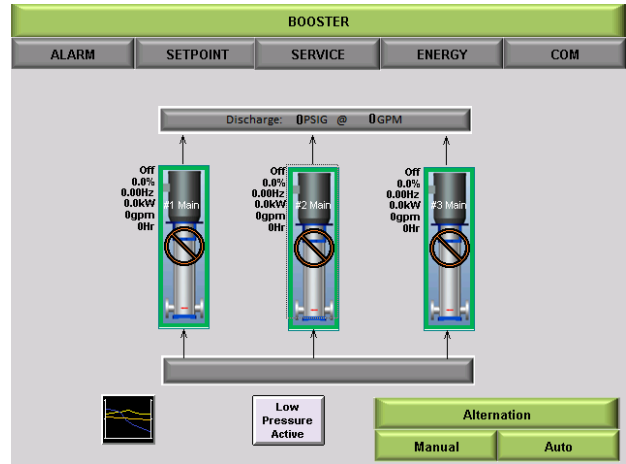 BOOSTER
ALARM SETPOINT SERVICE ENERGY COM
Discharge: 0PSIG @ 0GPM
Off
0.0%
0.00Hz
0.0kW
0gpm
0Hr
#1 Main
Off
0.0%
0.00Hz
0.0kW
0gpm
0Hr
#2 Main
Off
0.0%
0.00Hz
0.0kW
0gpm
0Hr
#3 Main
Low
Pressure
Active
Alternation
Manual Auto